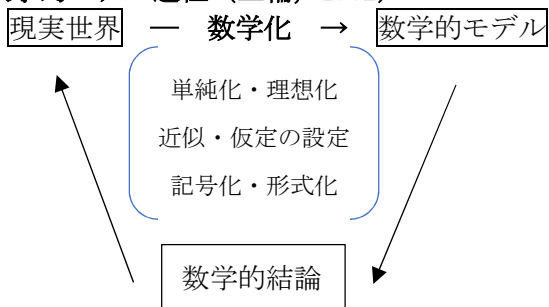 現実世界 ― 数学化 → 数学的モデル
単純化・理想化
近似・仮定の設定
記号化・形式化
数学的結論